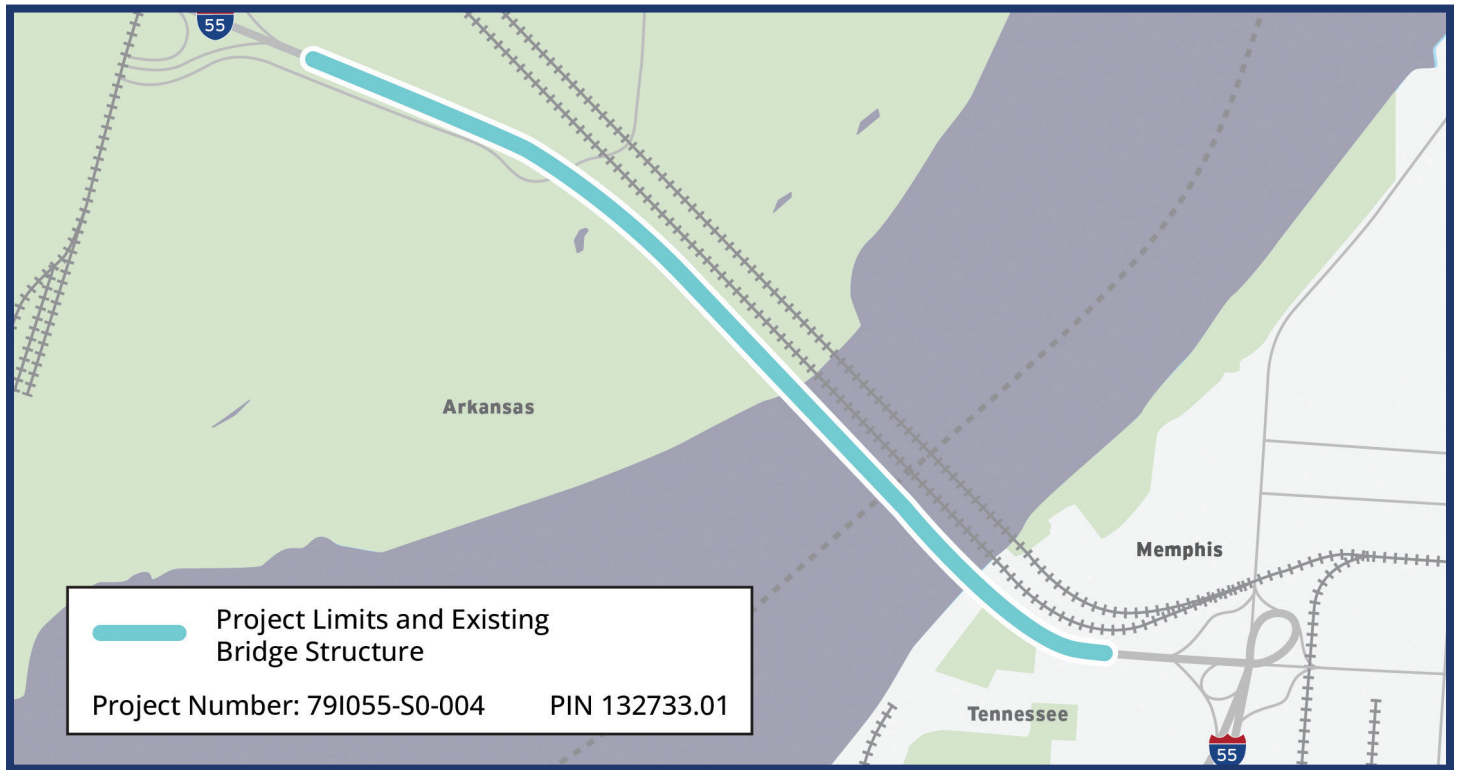 55
Arkansas
Memphis
Project Limits and Existing
Bridge Structure
Project Number: 79I055-S0-004 PIN 132733.01
Tennessee
55